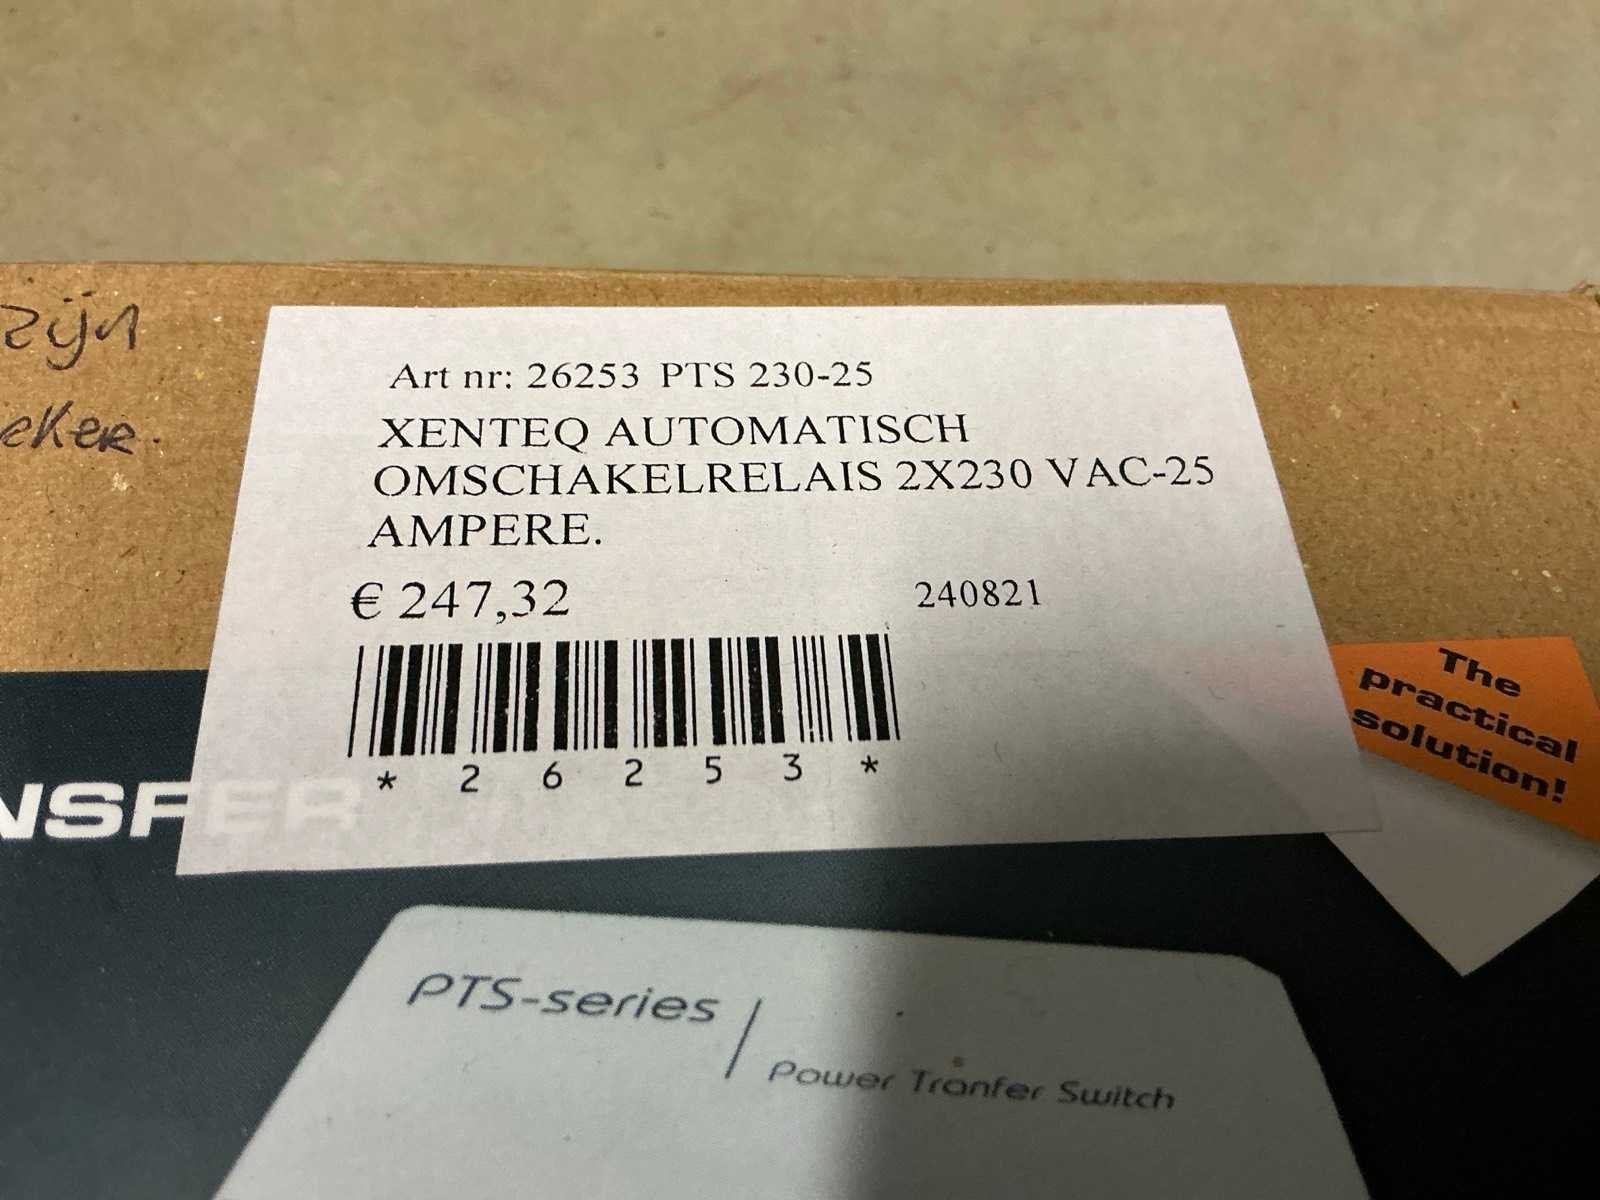 zijn
eker.
Art nr: 26253 PTS 230-25
XENTEQ AUTOMATISCH
OMSCHAKELRELAIS 2X230 VAC-25
AMPERE.
€ 247,32
240821
* 2 6 2 5 3 *
The
practical
solution!
NSFER
PTS-series
Power Tranfer Switch